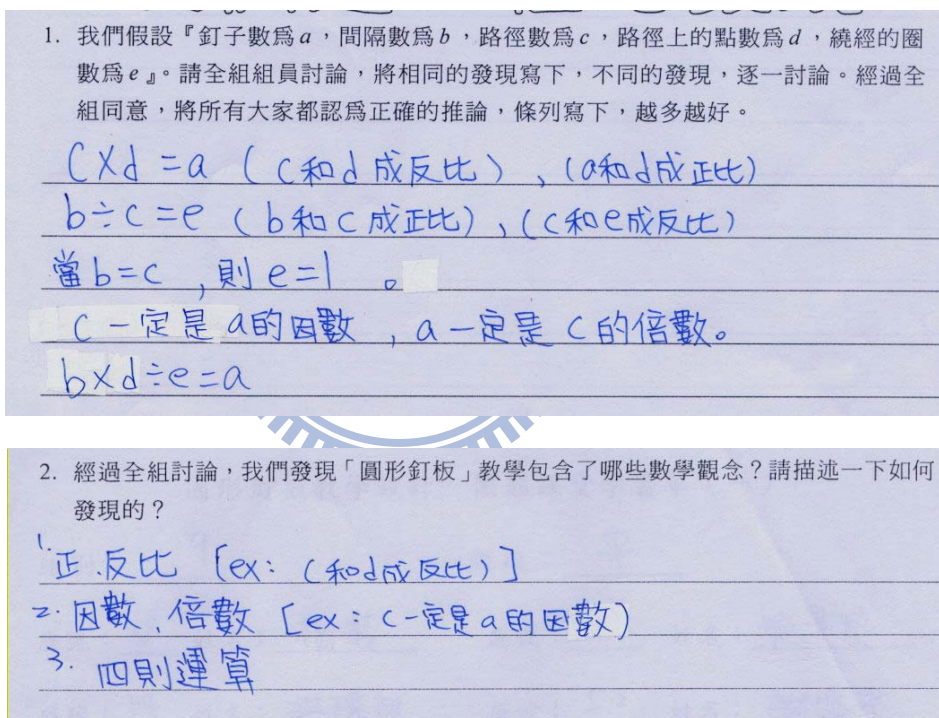 1. 我們假設『釘子數為a,間隔數為b,路徑數為c,路徑上的點數為d,繞經的圈
數為e』。請全組組員討論,將相同的發現寫下,不同的發現,逐一討論。經過全
組同意,將所有大家都認為正確的推論,條列寫下,越多越好。
C×d=a (c和d成反比),(a和d成正比)
b÷c=e (b和c成正比),(c和e成反比)
當b=c,則e=1。
c一定是a的因數,a一定是c的倍數。
b×d÷e=a
2. 經過全組討論,我們發現「圓形釘板」教學包含了哪些數學觀念?請描述一下如何
發現的?
1. 正.反比 [ex: c和d成反比)]
2. 因數、倍數 [ex:c一定是a的因數)
3. 四則運算